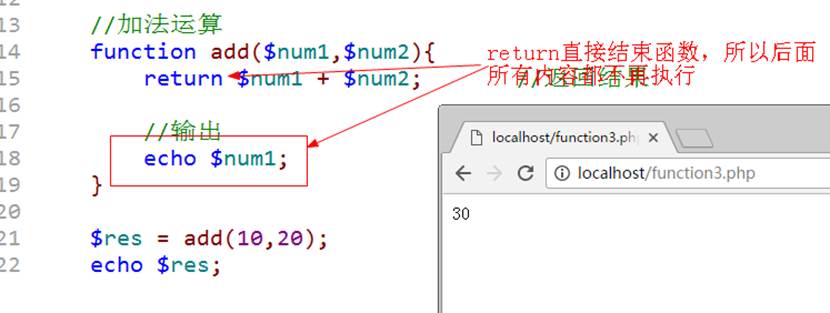 13 //加法运算
14 function add($num1,$num2){
15 return $num1 + $num2; //返回结果
16
17 //输出
18 echo $num1;
19 }
20
21 $res = add(10,20);
22 echo $res;
return直接结束函数，所以后面
所有内容都不再执行
localhost/function3.php
localhost/function3.php
30